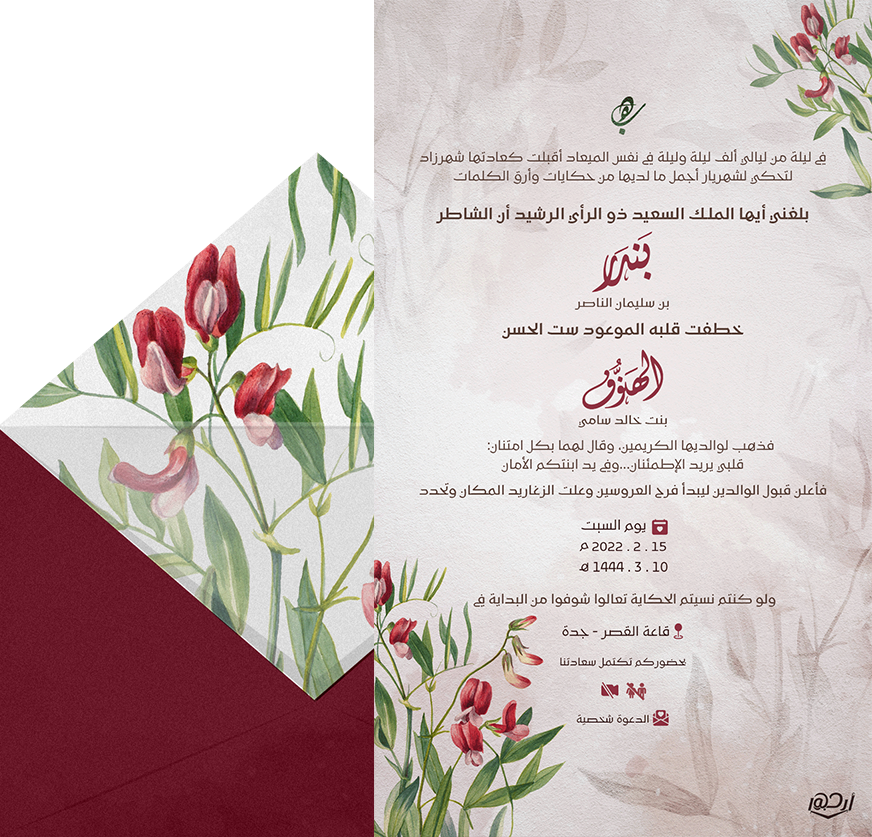 في ليلة من ليالي ألف ليلة وليلة في نفس الميعاد أقبلت كعادتها شهرزاد
لتحكي لشهريار أجمل ما لديها من حكايات وأرق الكلمات
بلغني أيها الملك السعيد ذو الرأي الرشيد أن الشاطر
بَندَر
بن سليمان الناصر
خطفت قلبه الموعود ست الحسن
الهَنُوُف
بنت خالد سامي
فذهب لوالديها الكريمين. وقال لهما بكل امتنان:
قلبي يريد الإطمئنان...وفي يد ابنتكم الأمان
فأعلن قبول الوالدين ليبدأ فرح العروسين وعلت الزغاريد المكان وتحدد
يوم السبت
2022 . 2 . 15 م
1444 . 3 . 10 هـ
ولو كنتم نسيتم الحكاية تعالوا شوفوا من البداية في
قاعة القصر - جدة
بحضوركم تكتمل سعادتنا
الدعوة شخصية